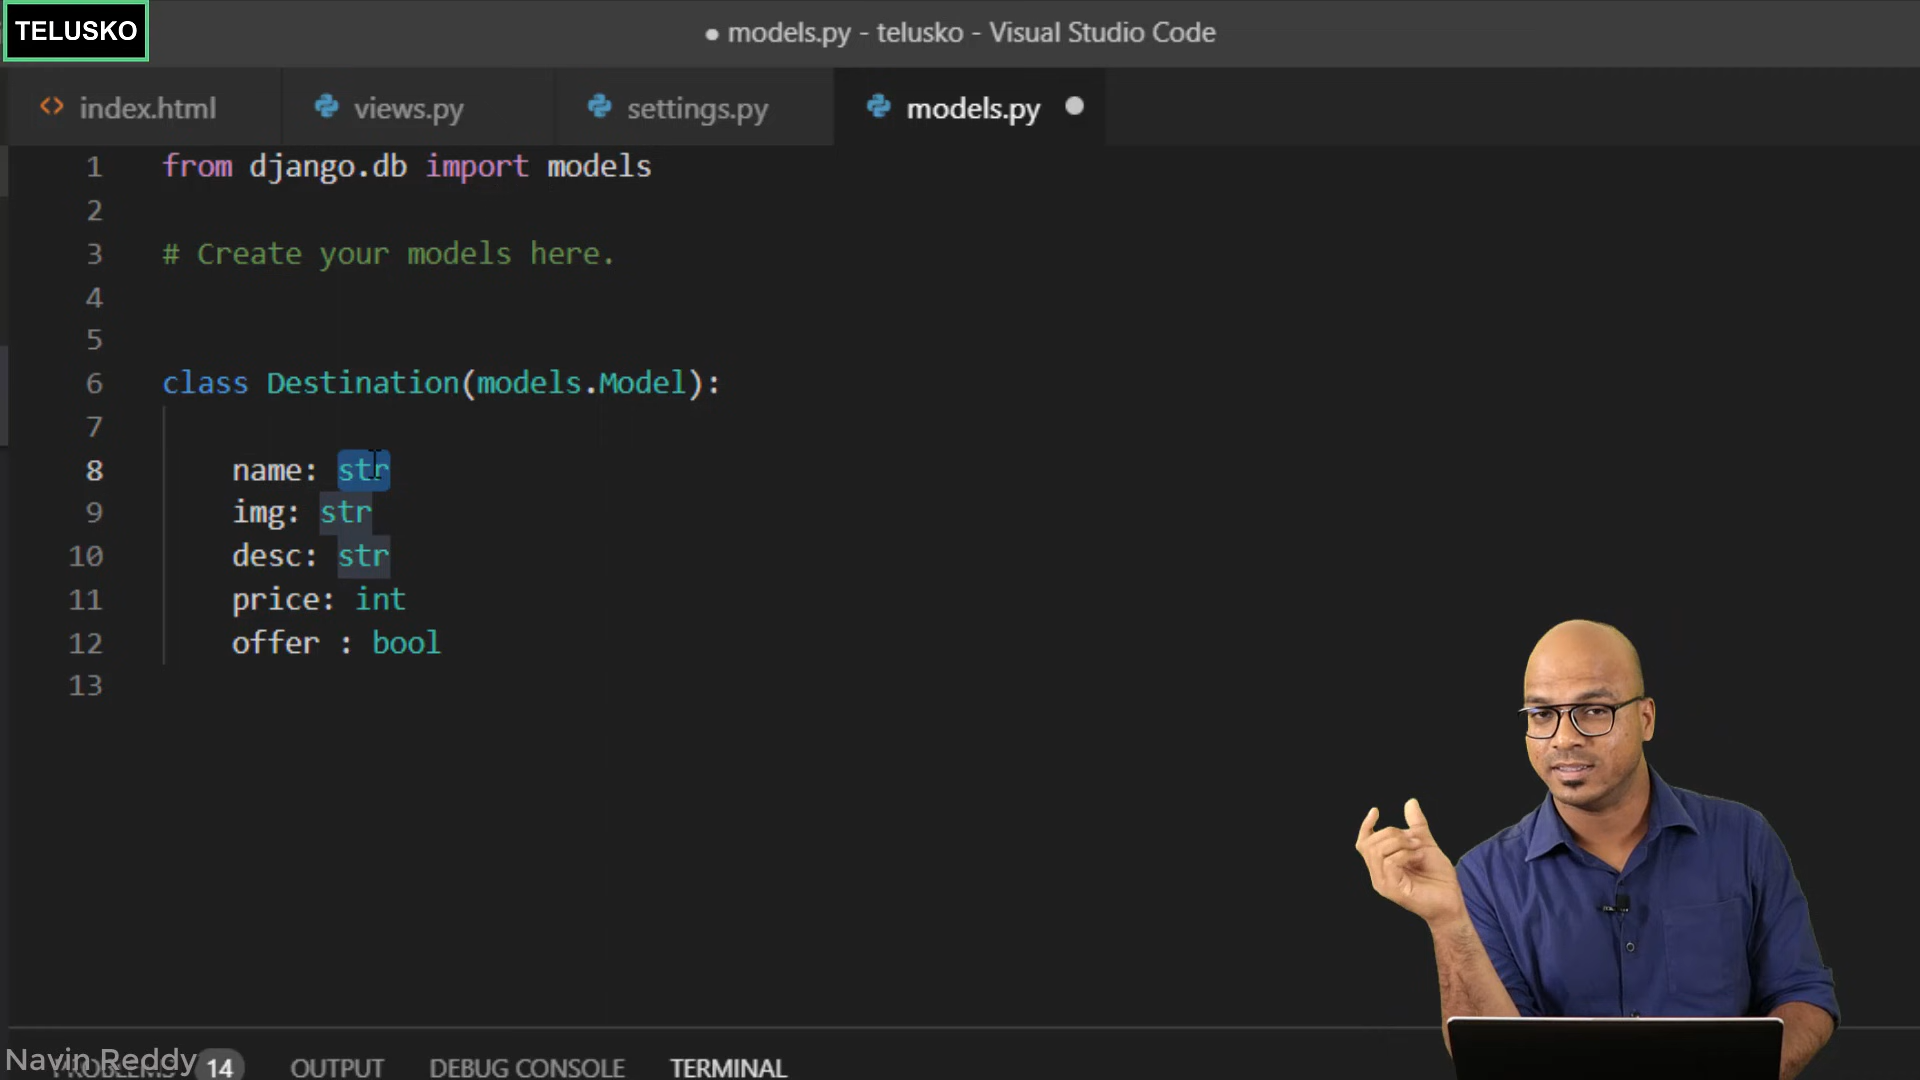 TELUSKO
● models.py - telusko - Visual Studio Code
<> index.html
views.py
settings.py
models.py ●
1 from django.db import models
2
3 # Create your models here.
4
5
6 class Destination(models.Model):
7
8 name: str
9 img: str
10 desc: str
11 price: int
12 offer : bool
13
Navin Reddy
PROBLEMS 14 OUTPUT DEBUG CONSOLE TERMINAL